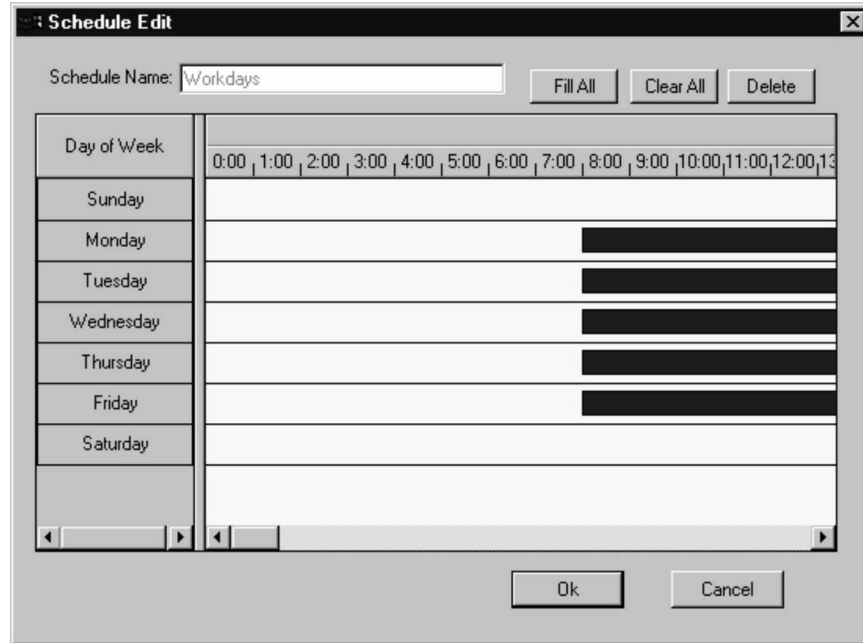 Schedule Edit
Schedule Name: Workdays
Fill All Clear All Delete
Day of Week
0:00 1:00 2:00 3:00 4:00 5:00 6:00 7:00 8:00 9:00 10:00 11:00 12:00 13
Sunday
Monday
Tuesday
Wednesday
Thursday
Friday
Saturday
Ok Cancel